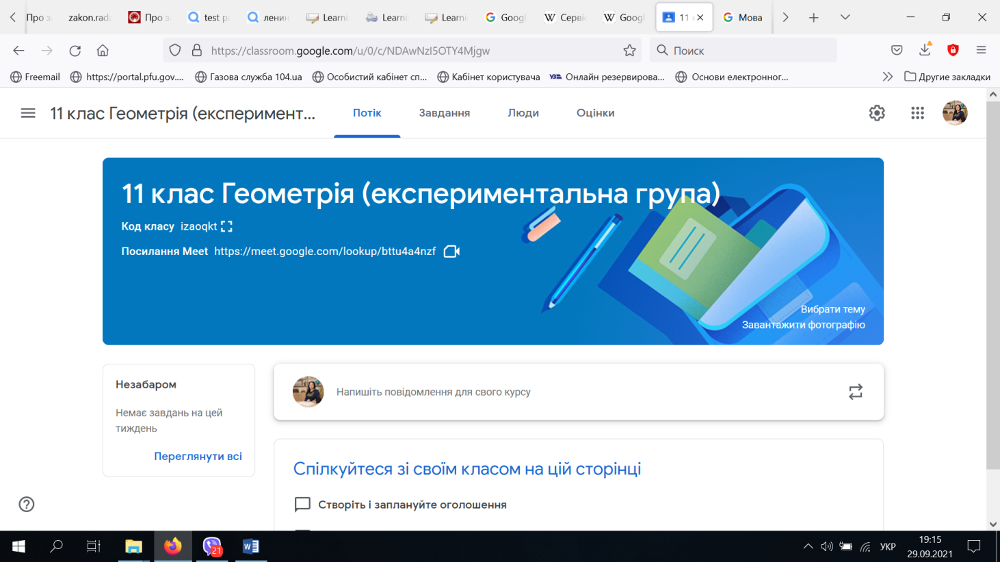 Про з
zakon.rada
Про з
test pa
ленин
Learni
Learni
Learni
Googl
Сервіс
Googl
11
Мова
https://classroom.google.com/u/0/c/NDAwNzI5OTY4Mjgw
Поиск
Freemail
https://portal.pfu.gov....
Газова служба 104.ua
Особистий кабінет сп...
Кабінет користувача
Онлайн резервирова...
Основи електронног...
Другие закладки
11 клас Геометрія (експеримент...
Потік
Завдання
Люди
Оцінки
11 клас Геометрія (експериментальна група)
Код класу izaoqkt
Посилання Meet https://meet.google.com/lookup/bttu4a4nzf
Вибрати тему
Завантажити фотографію
Незабаром
Немає завдань на цей
тиждень
Переглянути всі
Напишіть повідомлення для свого курсу
Спілкуйтеся зі своїм класом на цій сторінці
Створіть і заплануйте оголошення
21
УКР
19:15
29.09.2021